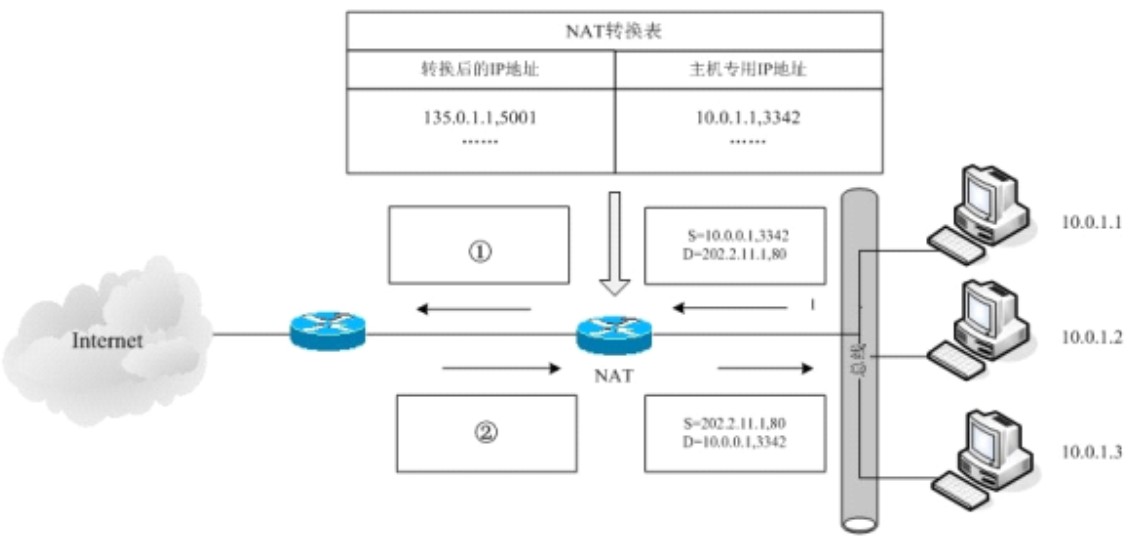 NAT转换表
转换后的IP地址
主机专用IP地址
135.0.1.1,5001
10.0.1.1,3342
……
……
①
S=10.0.0.1,3342
D=202.2.11.1,80
10.0.1.1
Internet
NAT
总线
10.0.1.2
②
S=202.2.11.1,80
D=10.0.0.1,3342
10.0.1.3